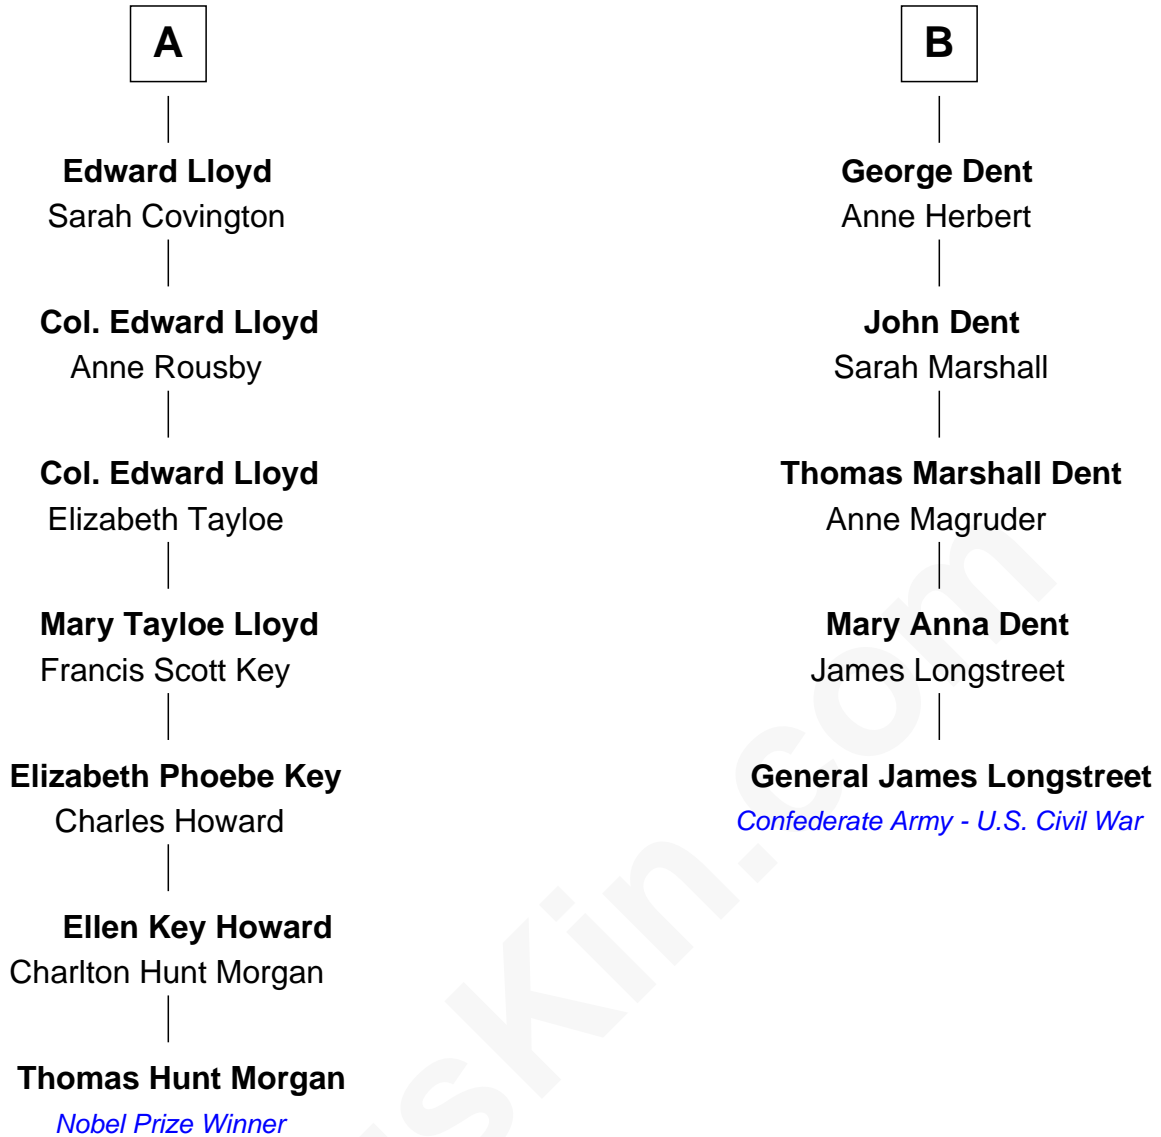 A
Edward Lloyd
Sarah Covington
Col. Edward Lloyd
Anne Rousby
Col. Edward Lloyd
Elizabeth Tayloe
Mary Tayloe Lloyd
Francis Scott Key
Elizabeth Phoebe Key
Charles Howard
Ellen Key Howard
Charlton Hunt Morgan
Thomas Hunt Morgan
Nobel Prize Winner
B
George Dent
Anne Herbert
John Dent
Sarah Marshall
Thomas Marshall Dent
Anne Magruder
Mary Anna Dent
James Longstreet
General James Longstreet
Confederate Army - U.S. Civil War